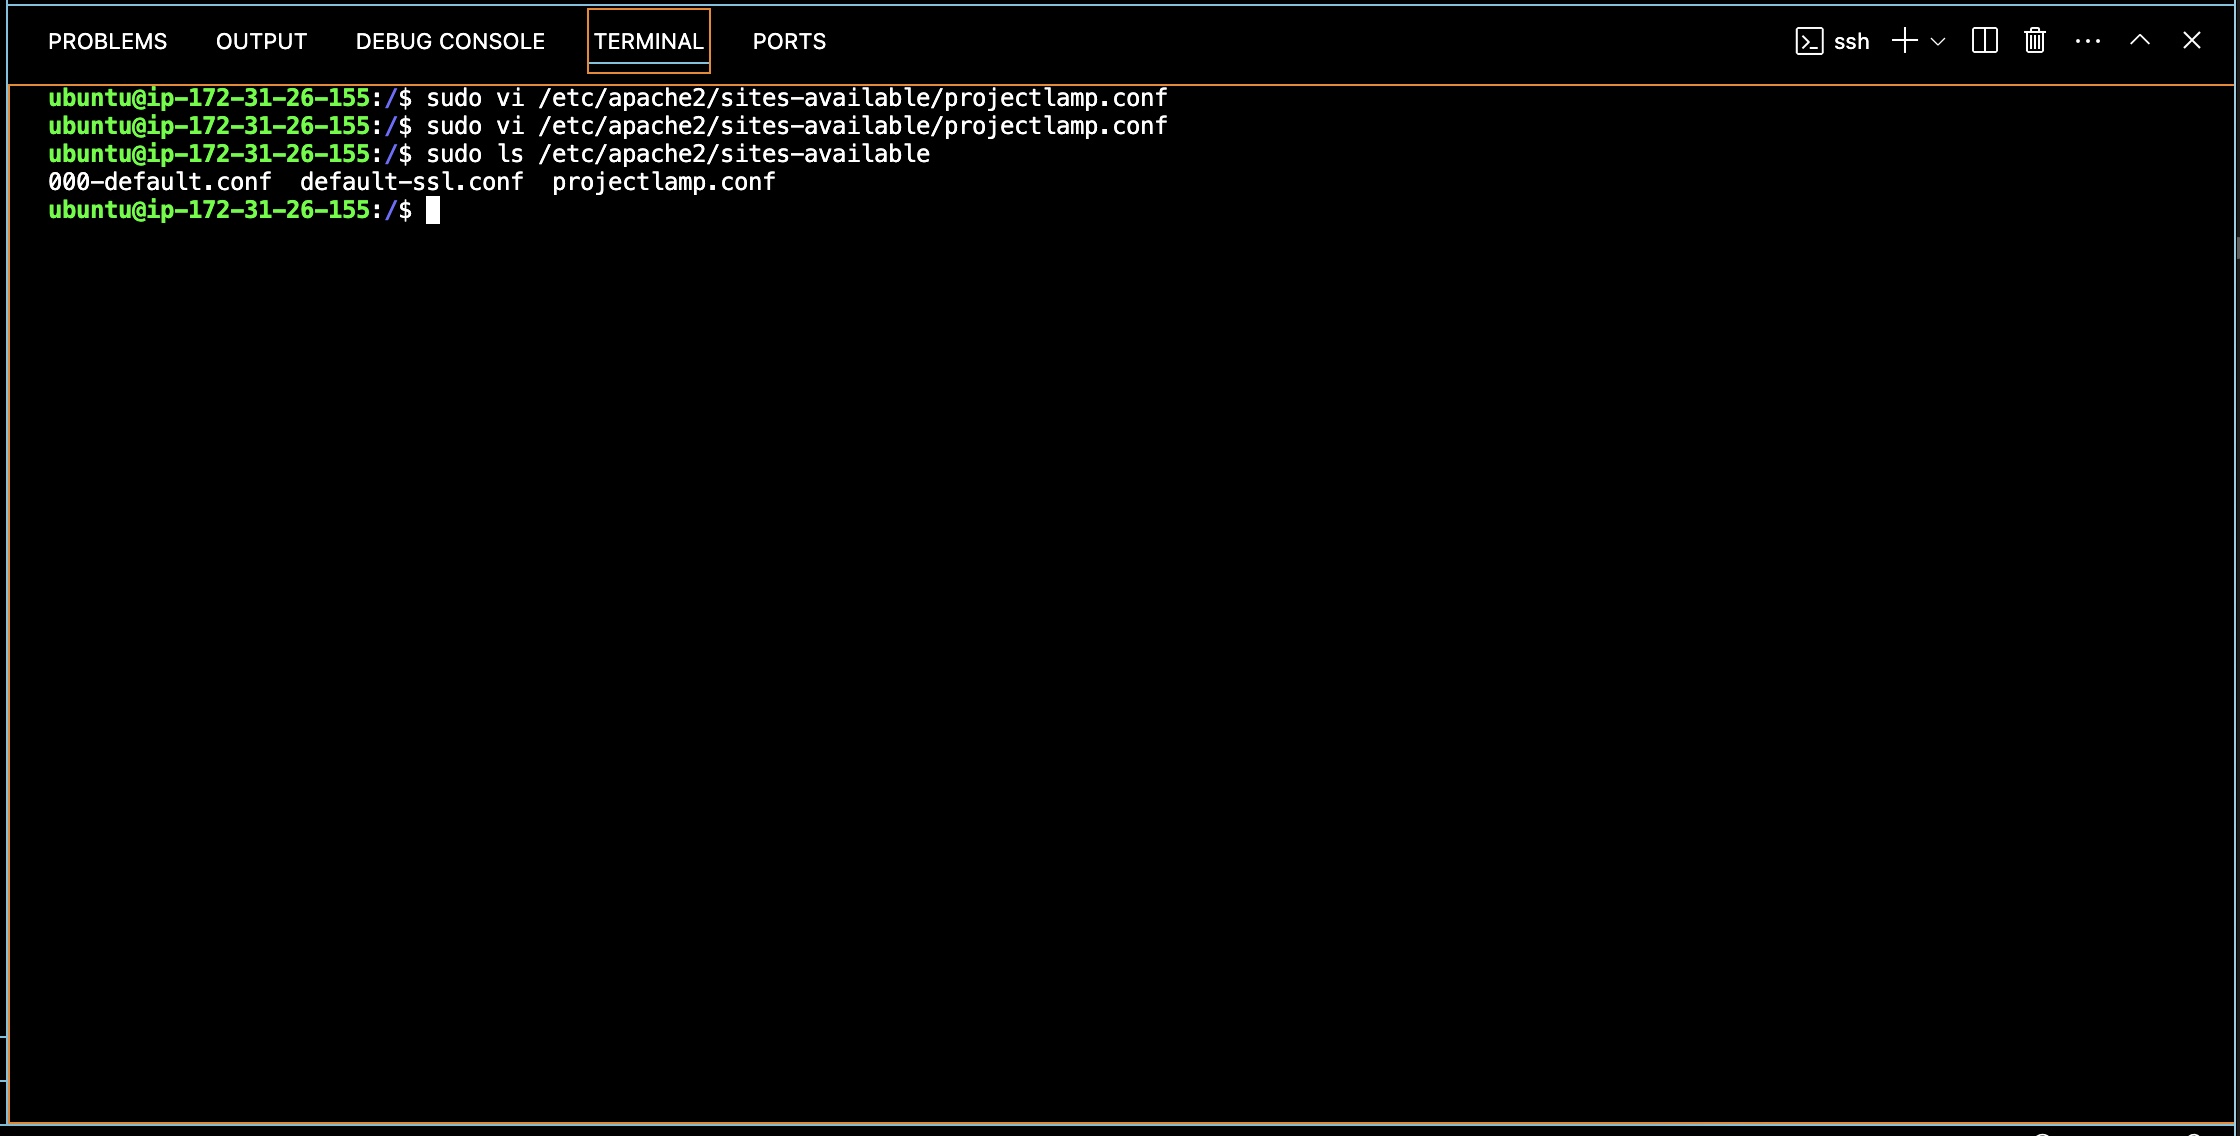 PROBLEMS OUTPUT DEBUG CONSOLE TERMINAL PORTS ssh
ubuntu@ip-172-31-26-155:/$ sudo vi /etc/apache2/sites-available/projectlamp.conf
ubuntu@ip-172-31-26-155:/$ sudo vi /etc/apache2/sites-available/projectlamp.conf
ubuntu@ip-172-31-26-155:/$ sudo ls /etc/apache2/sites-available
000-default.conf  default-ssl.conf  projectlamp.conf
ubuntu@ip-172-31-26-155:/$